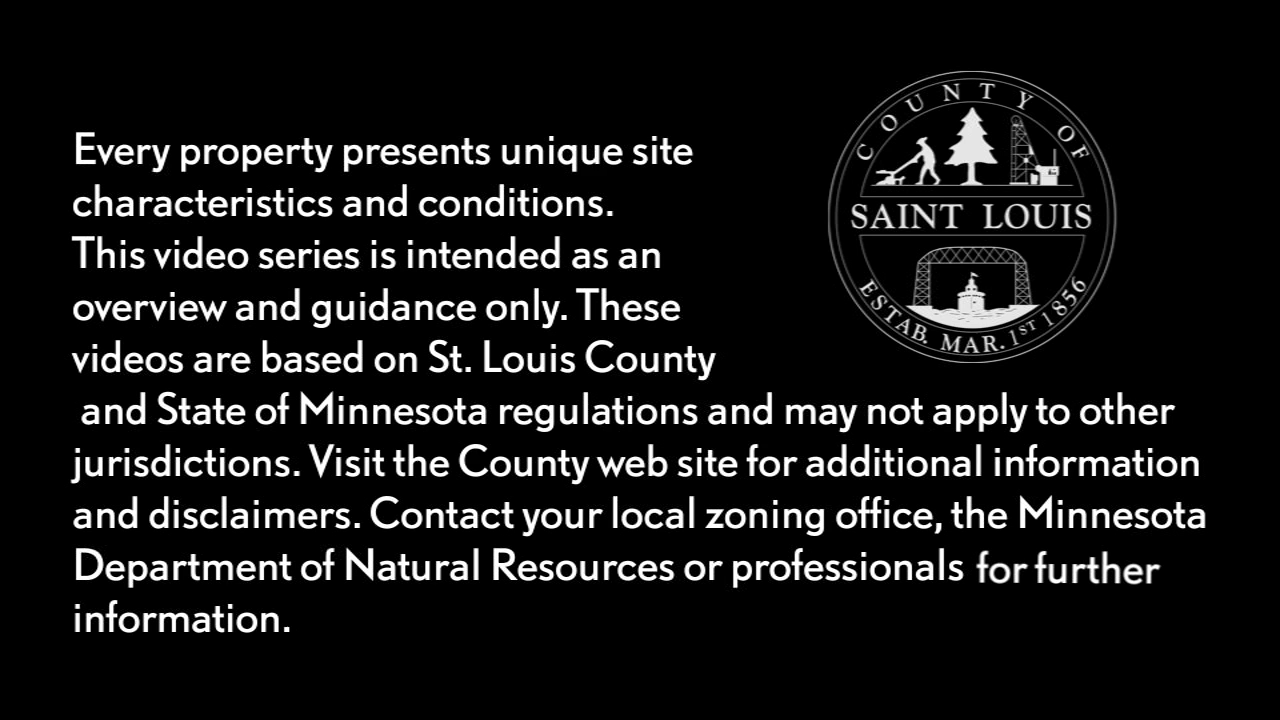 Every property presents unique site
characteristics and conditions.
This video series is intended as an
overview and guidance only. These
videos are based on St. Louis County
and State of Minnesota regulations and may not apply to other
jurisdictions. Visit the County web site for additional information
and disclaimers. Contact your local zoning office, the Minnesota
Department of Natural Resources or professionals for further
information.
COUNTY OF
SAINT LOUIS
ESTAB. MAR. 1ST 1856